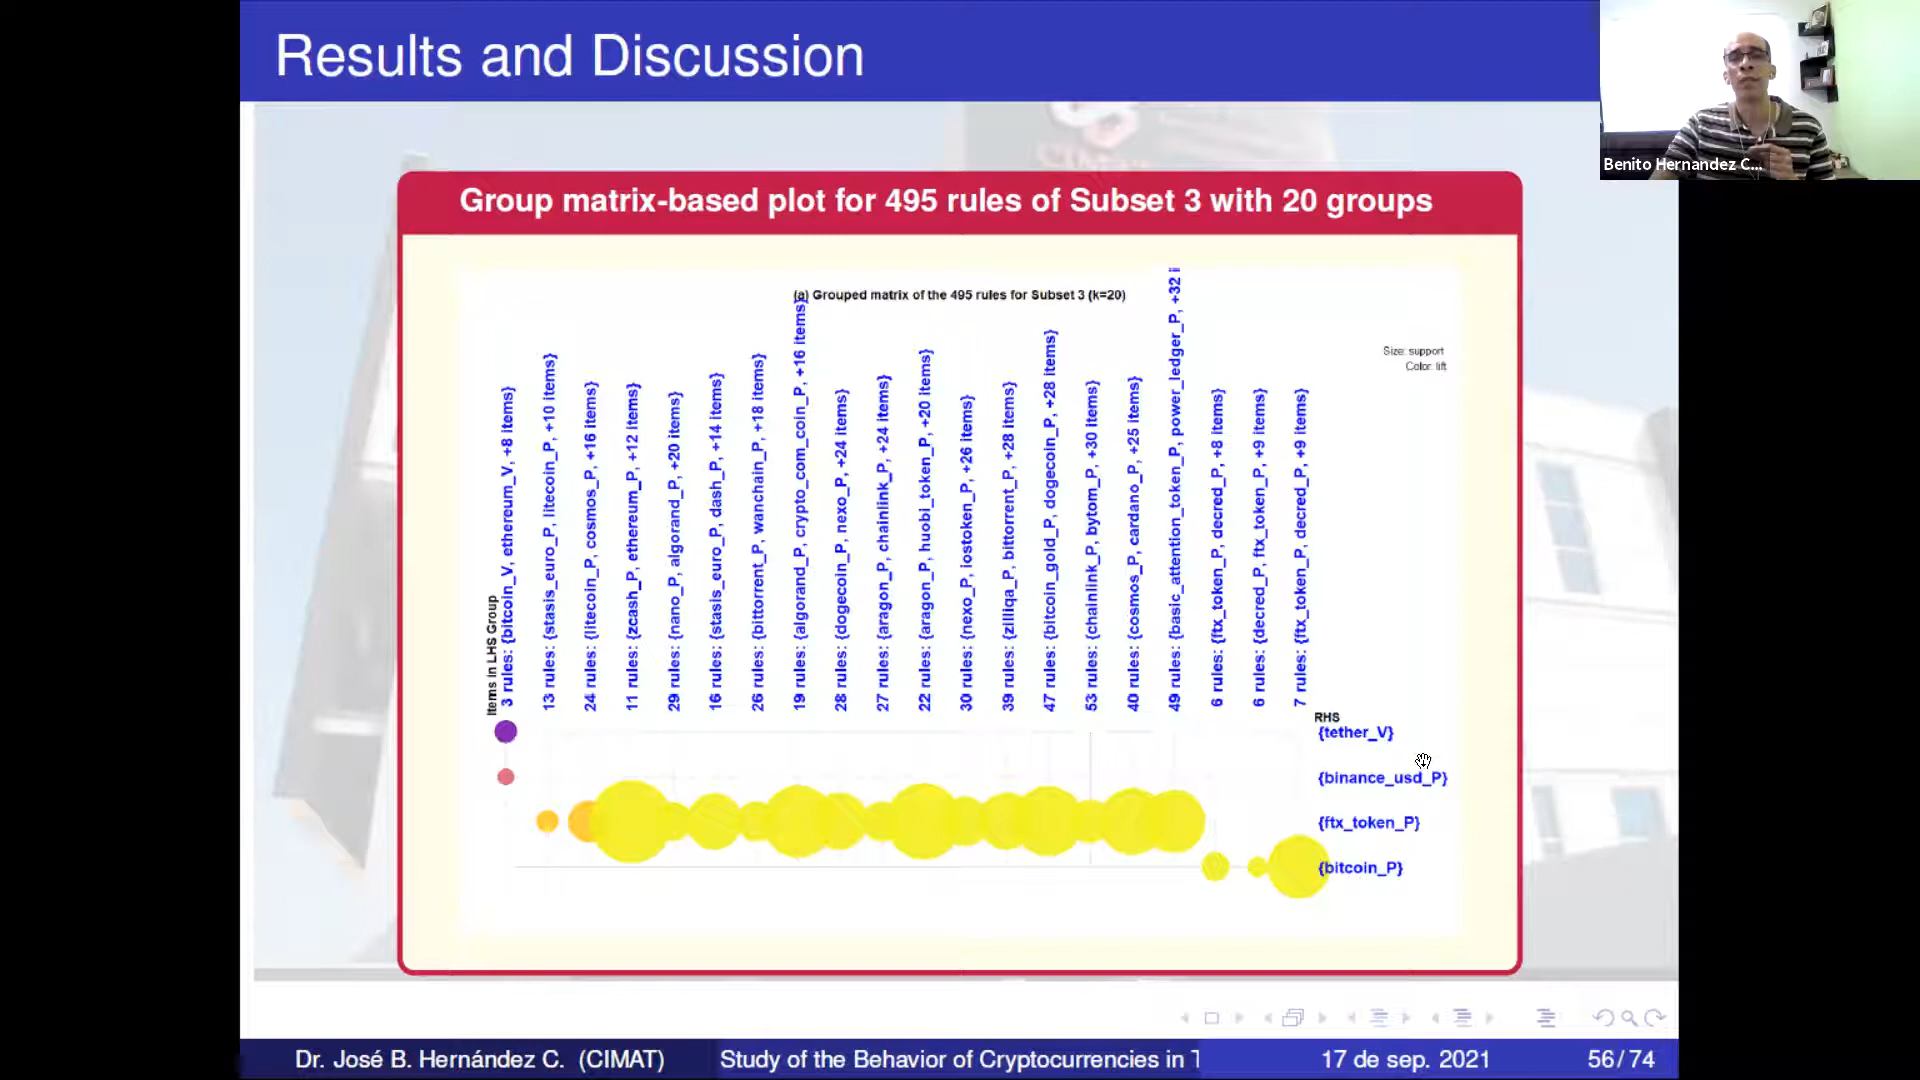 Results and Discussion
Benito Hernandez C...
Group matrix-based plot for 495 rules of Subset 3 with 20 groups
(a) Grouped matrix of the 495 rules for Subset 3 (k=20)
Size: support
Color: lift
Items in LHS Group
3 rules: {bitcoin_V, ethereum_V, +8 items}
13 rules: {stasis_euro_P, litecoin_P, +10 items}
24 rules: {litecoin_P, cosmos_P, +16 items}
11 rules: {zcash_P, ethereum_P, +12 items}
29 rules: {nano_P, algorand_P, +20 items}
16 rules: {stasis_euro_P, dash_P, +14 items}
26 rules: {bittorrent_P, wanchain_P, +18 items}
19 rules: {algorand_P, crypto_com_coin_P, +16 items}
28 rules: {dogecoin_P, nexo_P, +24 items}
27 rules: {aragon_P, chainlink_P, +24 items}
22 rules: {aragon_P, huobi_token_P, +20 items}
30 rules: {nexo_P, iostoken_P, +26 items}
39 rules: {zilliqa_P, bittorrent_P, +28 items}
47 rules: {bitcoin_gold_P, dogecoin_P, +28 items}
53 rules: {chainlink_P, bytom_P, +30 items}
40 rules: {cosmos_P, cardano_P, +25 items}
49 rules: {basic_attention_token_P, power_ledger_P, +32 i
6 rules: {ftx_token_P, decred_P, +8 items}
6 rules: {decred_P, ftx_token_P, +9 items}
7 rules: {ftx_token_P, decred_P, +9 items}
RHS
{tether_V}
{binance_usd_P}
{ftx_token_P}
{bitcoin_P}
Dr. José B. Hernández C. (CIMAT)
Study of the Behavior of Cryptocurrencies in T
17 de sep. 2021
56/74